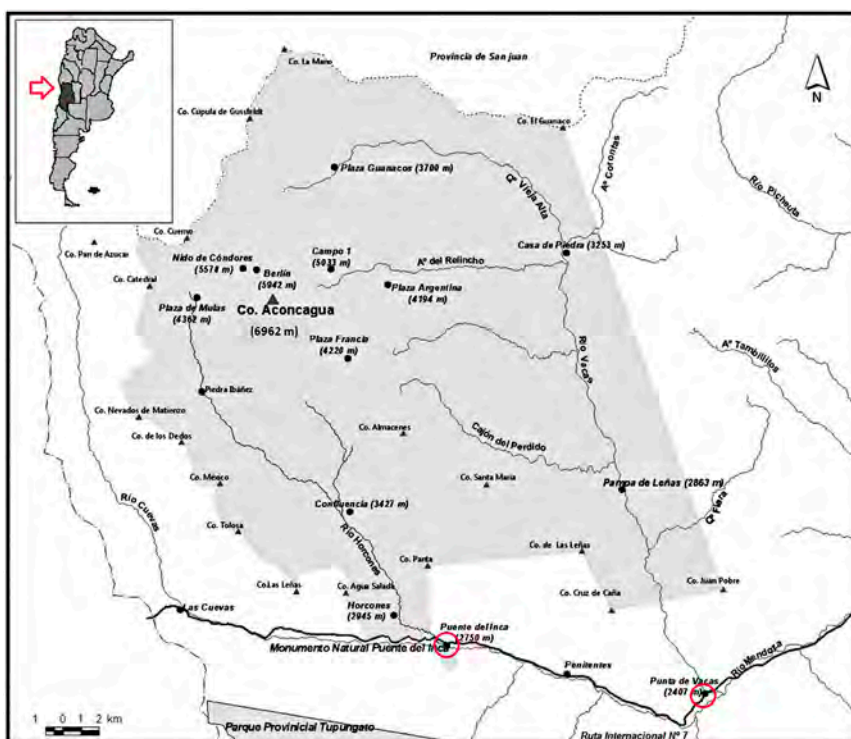 Co. La Mano
Provincia de San juan
N
Co. Cupula de Gussfeldt
Co. El Guanaco
Aº Corontas
Río Picheuta
Plaza Guanacos (3700 m)
Qª Vieja Alta
Co. Cuerno
Co. Pan de Azucar
Casa de Piedra (3253 m)
Nido de Cóndores
(5578 m)
Campo 1
(5033 m)
Berlín
(5942 m)
Aº del Relincho
Co. Catedral
Plaza Argentina
(4194 m)
Plaza de Mulas
(4362 m)
Co. Aconcagua
(6962 m)
Plaza Francia
(4220 m)
Río Vacas
Aº Tambillos
Piedra Ibáñez
Co. Nevados de Matienzo
Co. de los Dedos
Co. Almacenes
Cajón del Perdido
Co. México
Co. Santa María
Pampa de Leñas (2863 m)
Río Cuevas
Confluencia (3427 m)
Qª Fiera
Río Horcones
Co. Tolosa
Co. de Las Leñas
Co. Panta
Co.Las Leñas
Co. Agua Salada
Co. Juan Pobre
Co. Cruz de Caña
Las Cuevas
Horcones
(2945 m)
Puente del Inca
(2750 m)
Monumento Natural Puente del Inca
Río Mendoza
Penitentes
Punta de Vacas
(2407 m)
1 0 1 2 km
Parque Provincial Tupungato
Ruta Internacional Nº 7